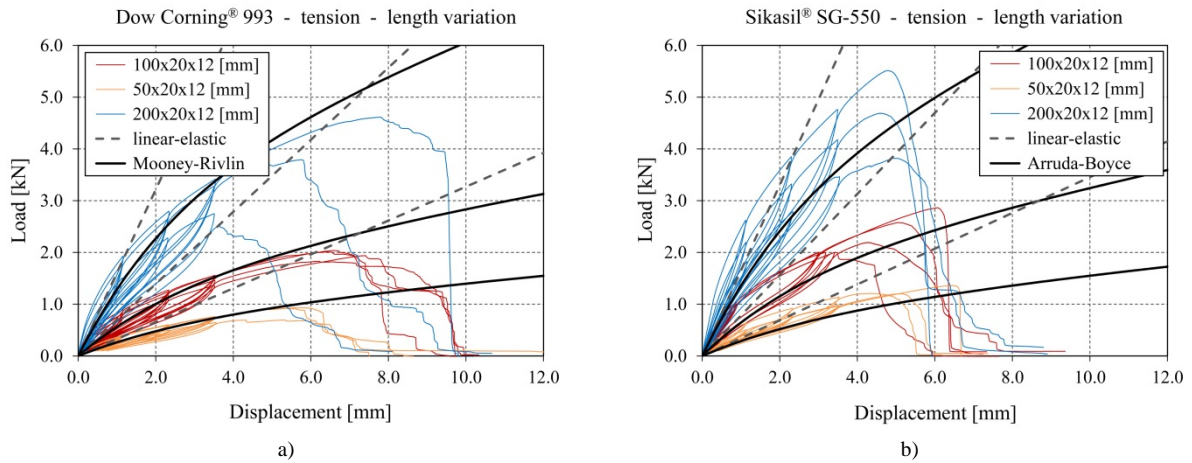 Dow Corning® 993 - tension - length variation
6.0
5.0
4.0
3.0
2.0
1.0
0.0
Load [kN]
100x20x12 [mm]
50x20x12 [mm]
200x20x12 [mm]
linear-elastic
Mooney-Rivlin
0.0 2.0 4.0 6.0 8.0 10.0 12.0
Displacement [mm]
a)
Sikasil® SG-550 - tension - length variation
6.0
5.0
4.0
3.0
2.0
1.0
0.0
Load [kN]
100x20x12 [mm]
50x20x12 [mm]
200x20x12 [mm]
linear-elastic
Arruda-Boyce
0.0 2.0 4.0 6.0 8.0 10.0 12.0
Displacement [mm]
b)